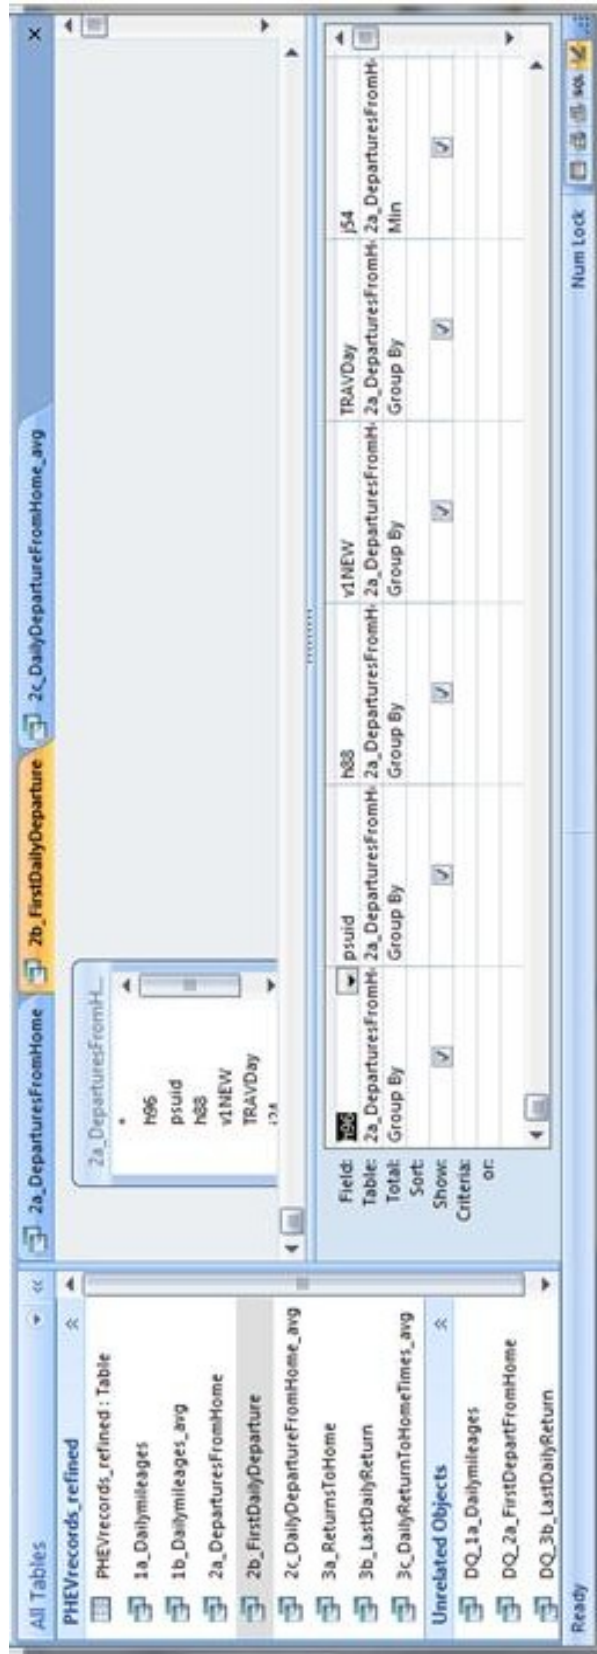 All Tables
2a_DeparturesFromHome
2b_FirstDailyDeparture
2c_DailyDepartureFromHome_avg
PHEVrecords_refined
PHEVrecords_refined : Table
1a_Dailymileages
1b_Dailymileages_avg
2a_DeparturesFromHome
2b_FirstDailyDeparture
2c_DailyDepartureFromHome_avg
3a_ReturnsToHome
3b_LastDailyReturn
3c_DailyReturnToHomeTimes_avg
Unrelated Objects
DQ_1a_Dailymileages
DQ_2a_FirstDepartFromHome
DQ_3b_LastDailyReturn
2a_DeparturesFromH...
*
h96
psuid
h88
v1NEW
TRAVDay
Field: h96 psuid h88 v1NEW TRAVDay j54
Table: 2a_DeparturesFromH 2a_DeparturesFromH 2a_DeparturesFromH 2a_DeparturesFromH 2a_DeparturesFromH 2a_DeparturesFromH
Total: Group By Group By Group By Group By Group By Min
Sort:
Show:
Criteria:
or:
Ready Num Lock SQL